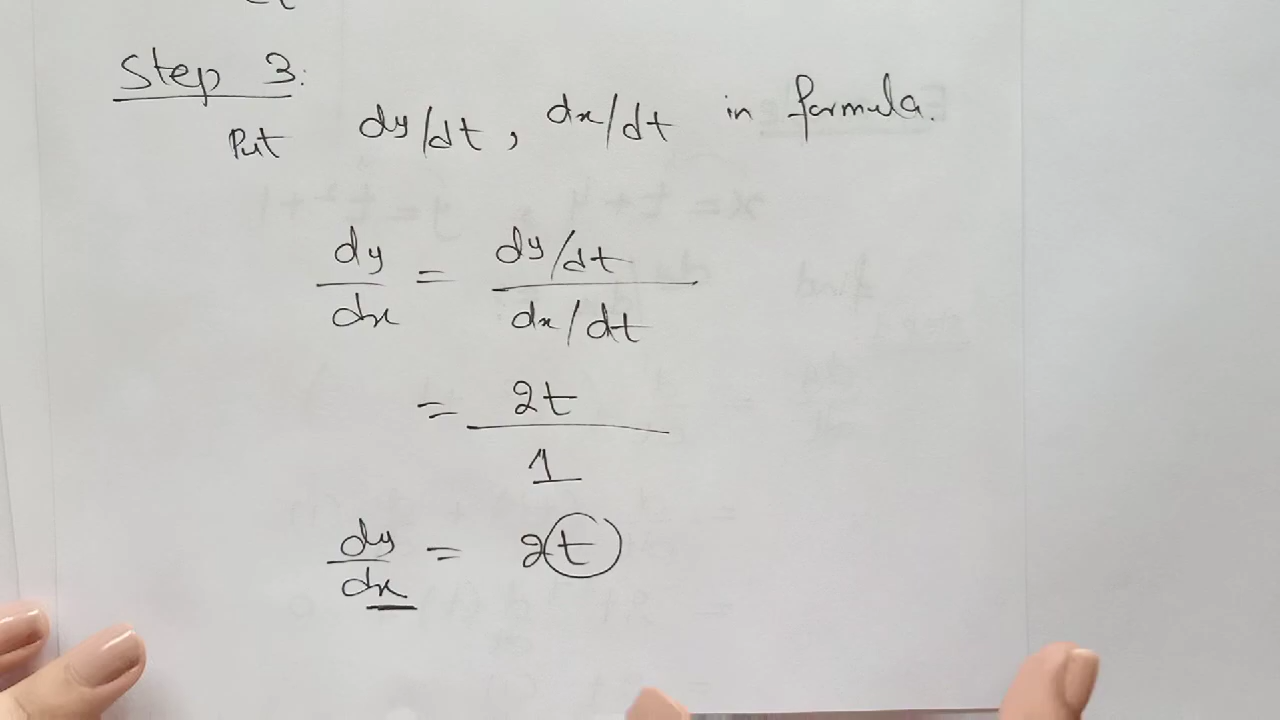 Step 3:
Put dy/dt, dx/dt in formula.
dy/dx = dy/dt / dx/dt
= 2t / 1
dy/dx = 2t